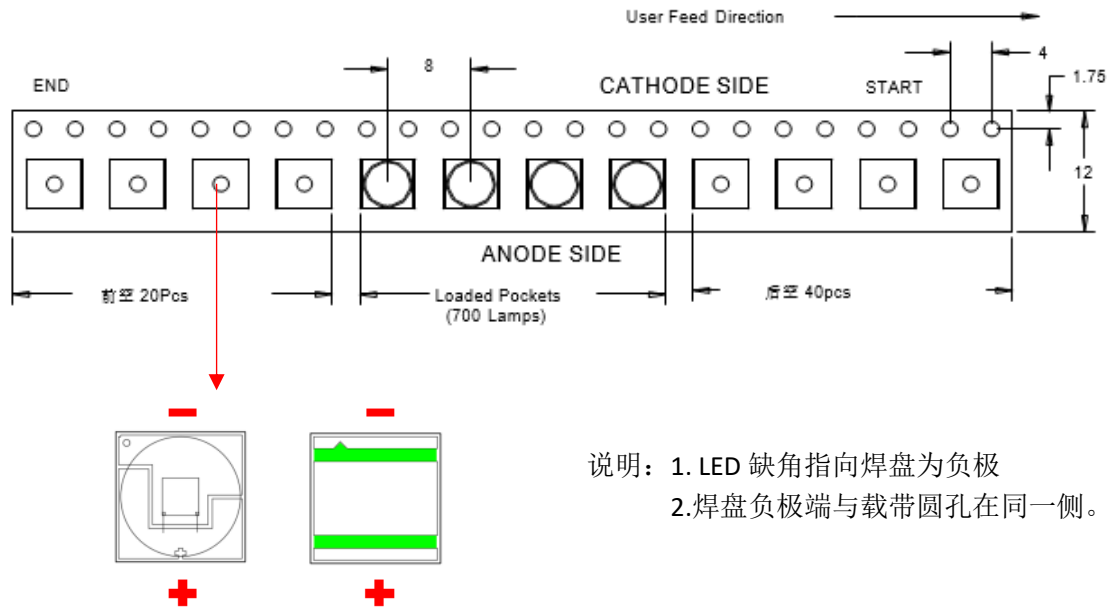 User Feed Direction
8
4
1.75
END
CATHODE SIDE
START
12
ANODE SIDE
前空 20Pcs
Loaded Pockets
(700 Lamps)
后空 40pcs
说明：1. LED 缺角指向焊盘为负极
2.焊盘负极端与载带圆孔在同一侧。